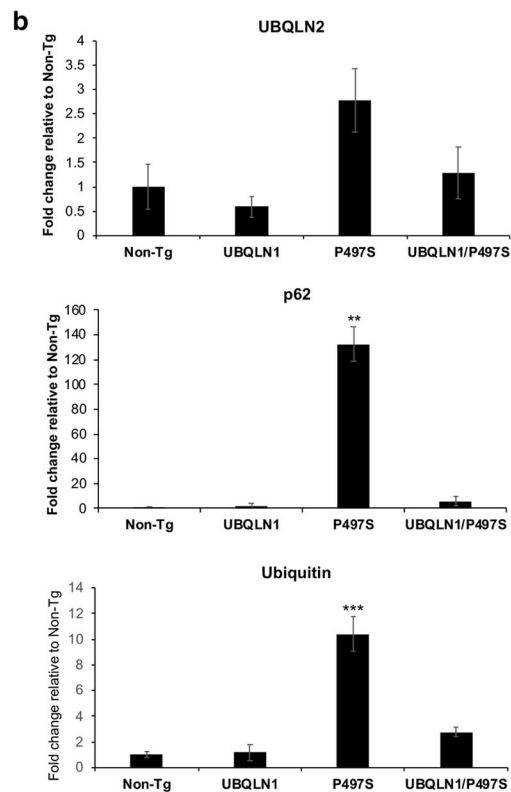 b
UBQLN2
Fold change relative to Non-Tg
4
3.5
3
2.5
2
1.5
1
0.5
0
Non-Tg UBQLN1 P497S UBQLN1/P497S
p62
Fold change relative to Non-Tg
160
140
120
100
80
60
40
20
0
**
Non-Tg UBQLN1 P497S UBQLN1/P497S
Ubiquitin
Fold change relative to Non-Tg
14
12
10
8
6
4
2
0
***
Non-Tg UBQLN1 P497S UBQLN1/P497S